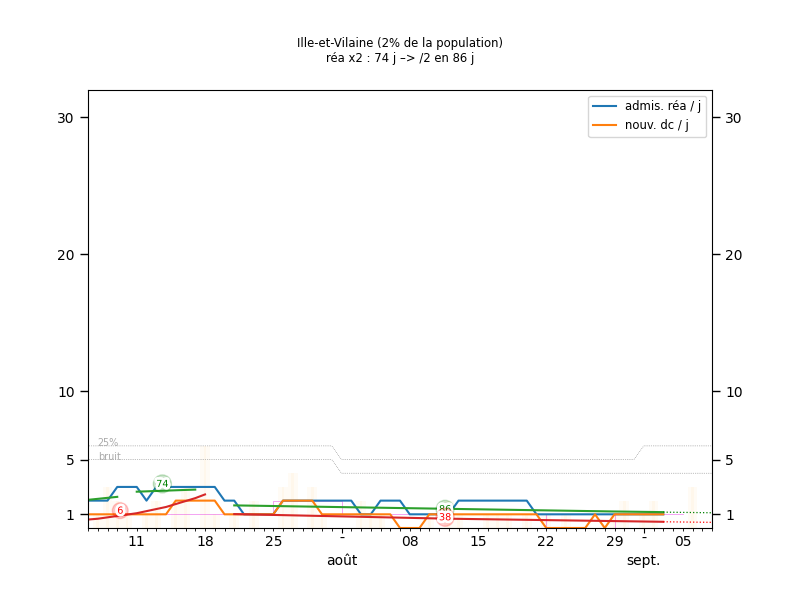 Ille-et-Vilaine (2% de la population)
réa x2 : 74 j –> /2 en 86 j
admis. réa / j
nouv. dc / j
30 30
20 20
10 10
25%
bruit
5 5
74
6
86
38
1 1
11 18 25 - 08 15 22 29 - 05
août sept.